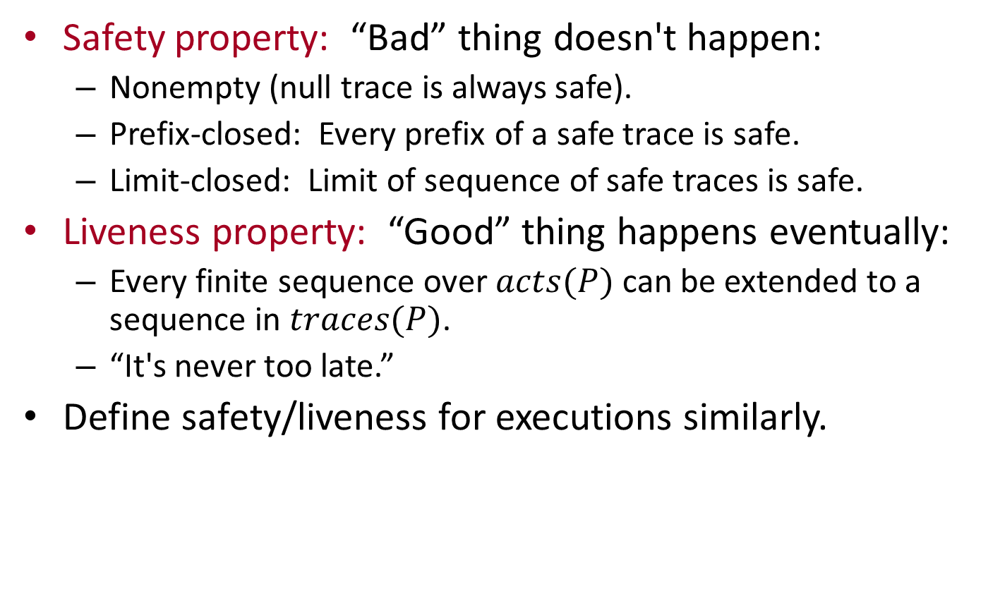 • Safety property: “Bad” thing doesn't happen:
– Nonempty (null trace is always safe).
– Prefix-closed: Every prefix of a safe trace is safe.
– Limit-closed: Limit of sequence of safe traces is safe.
• Liveness property: “Good” thing happens eventually:
– Every finite sequence over acts(P) can be extended to a
sequence in traces(P).
– “It's never too late.”
• Define safety/liveness for executions similarly.